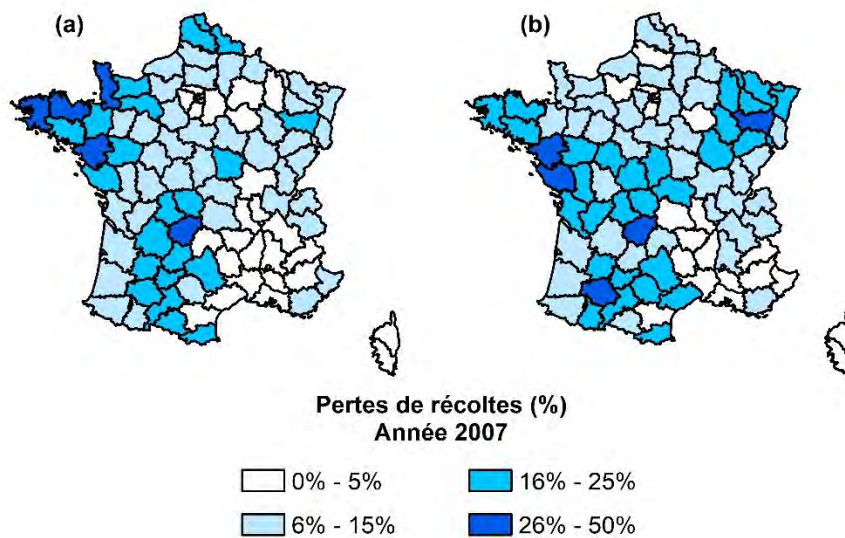 (a) (b)
Pertes de récoltes (%)
Année 2007
0% - 5% 16% - 25%
6% - 15% 26% - 50%